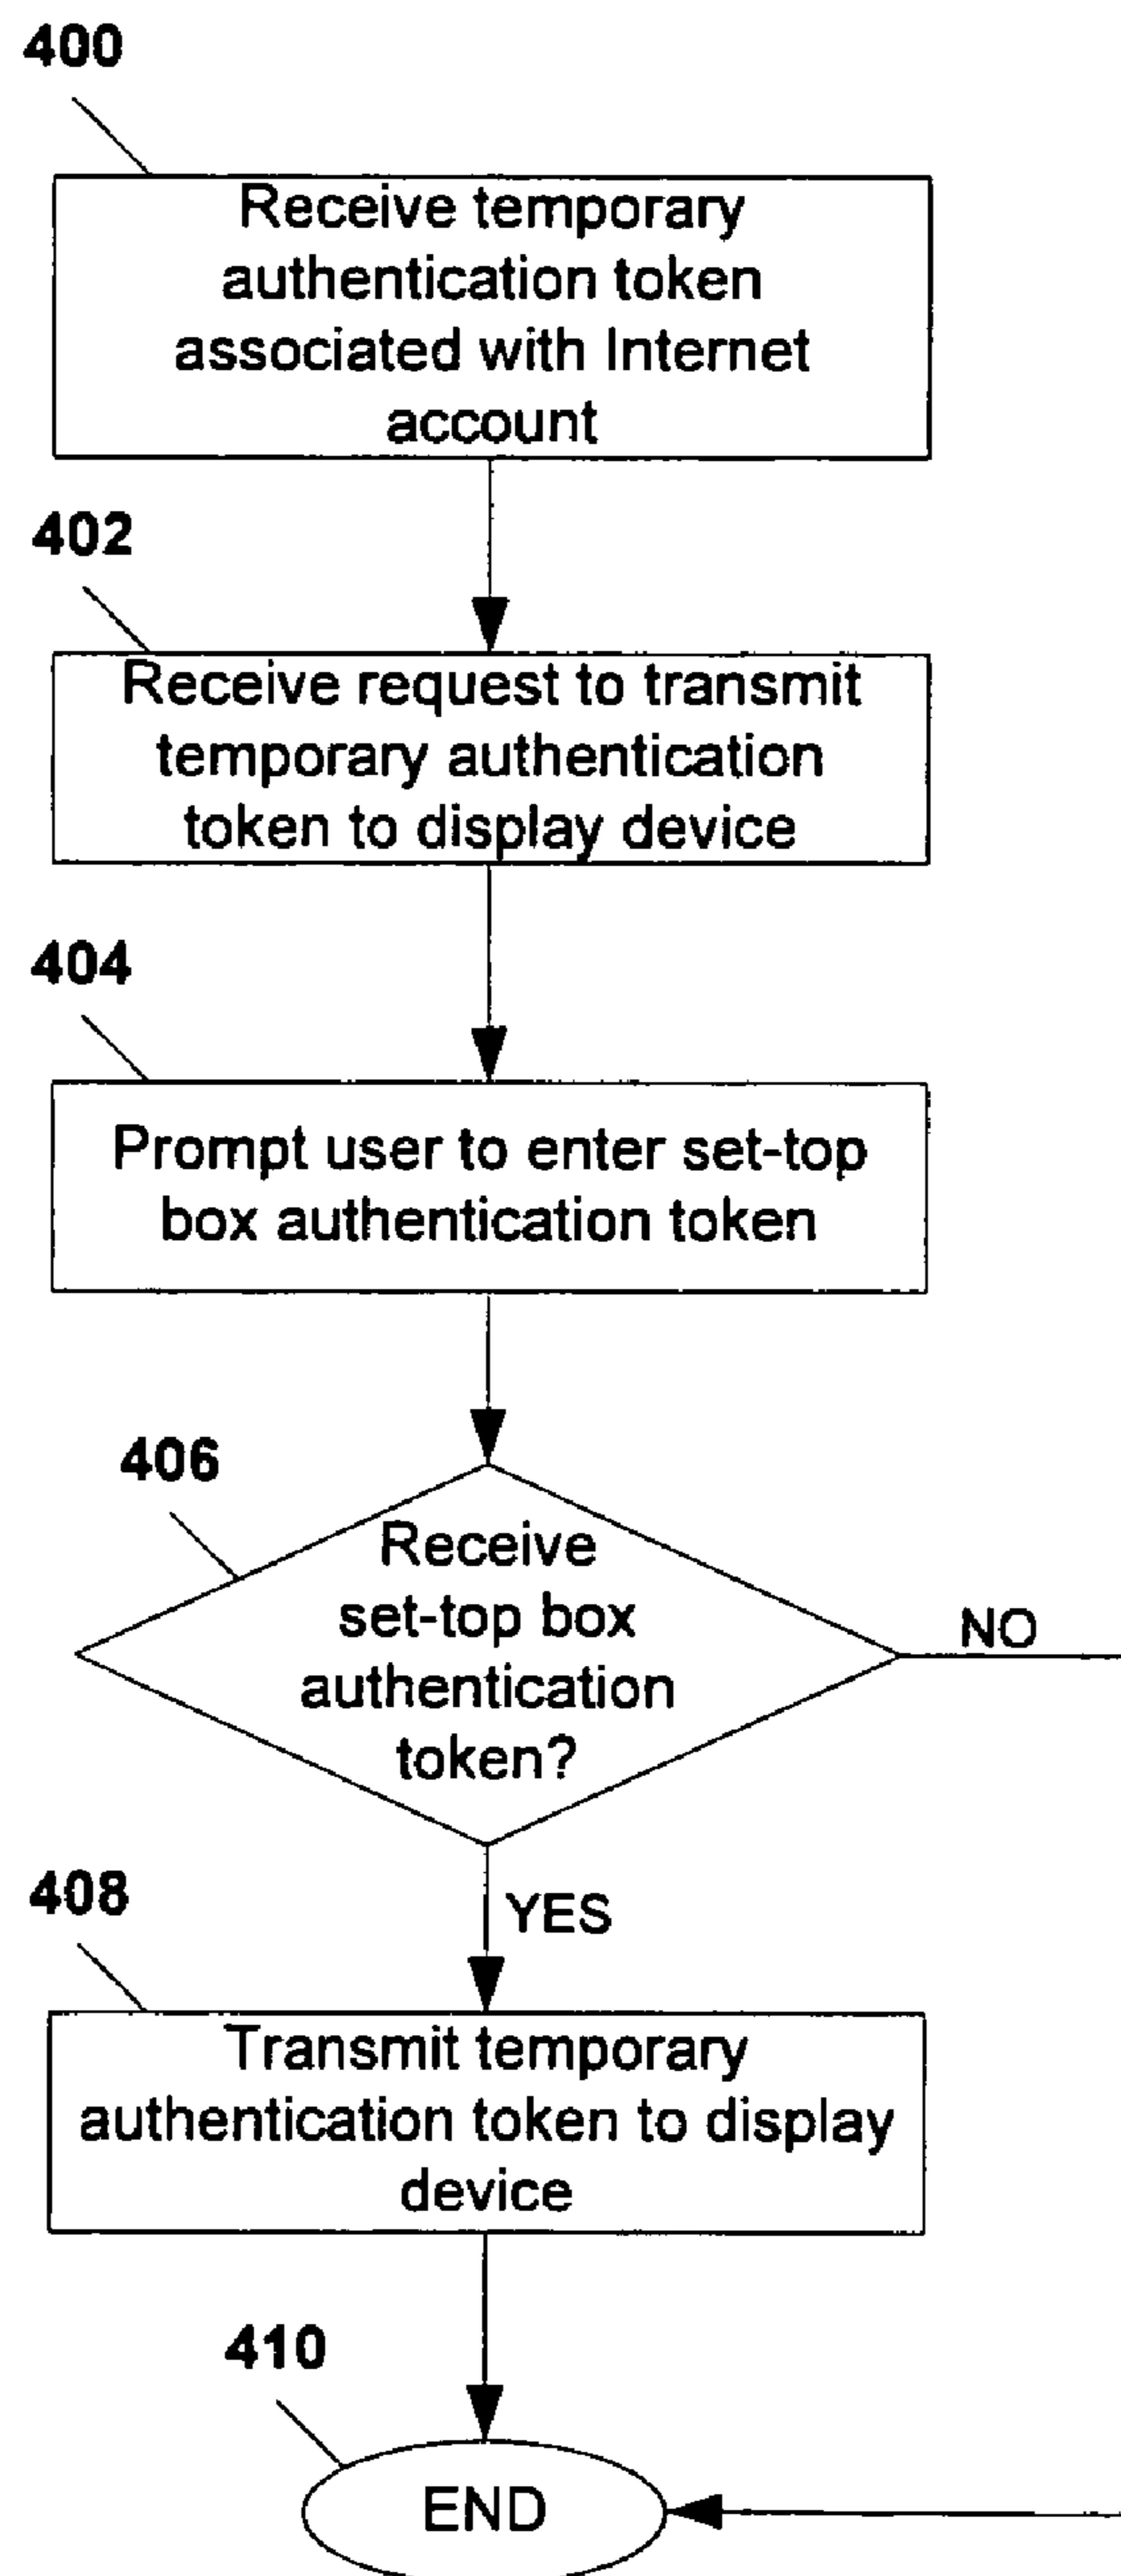 400
Receive temporary
authentication token
associated with Internet
account
402
Receive request to transmit
temporary authentication
token to display device
404
Prompt user to enter set-top
box authentication token
406
Receive
set-top box
authentication
token?
NO
408
YES
Transmit temporary
authentication token to display
device
410
END